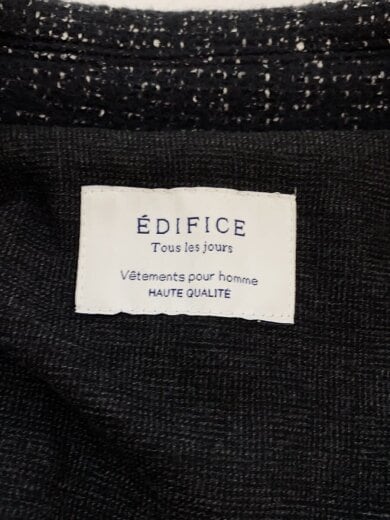 ÉDIFICE
Tous les jours
Vêtements pour homme
HAUTE QUALITÉ